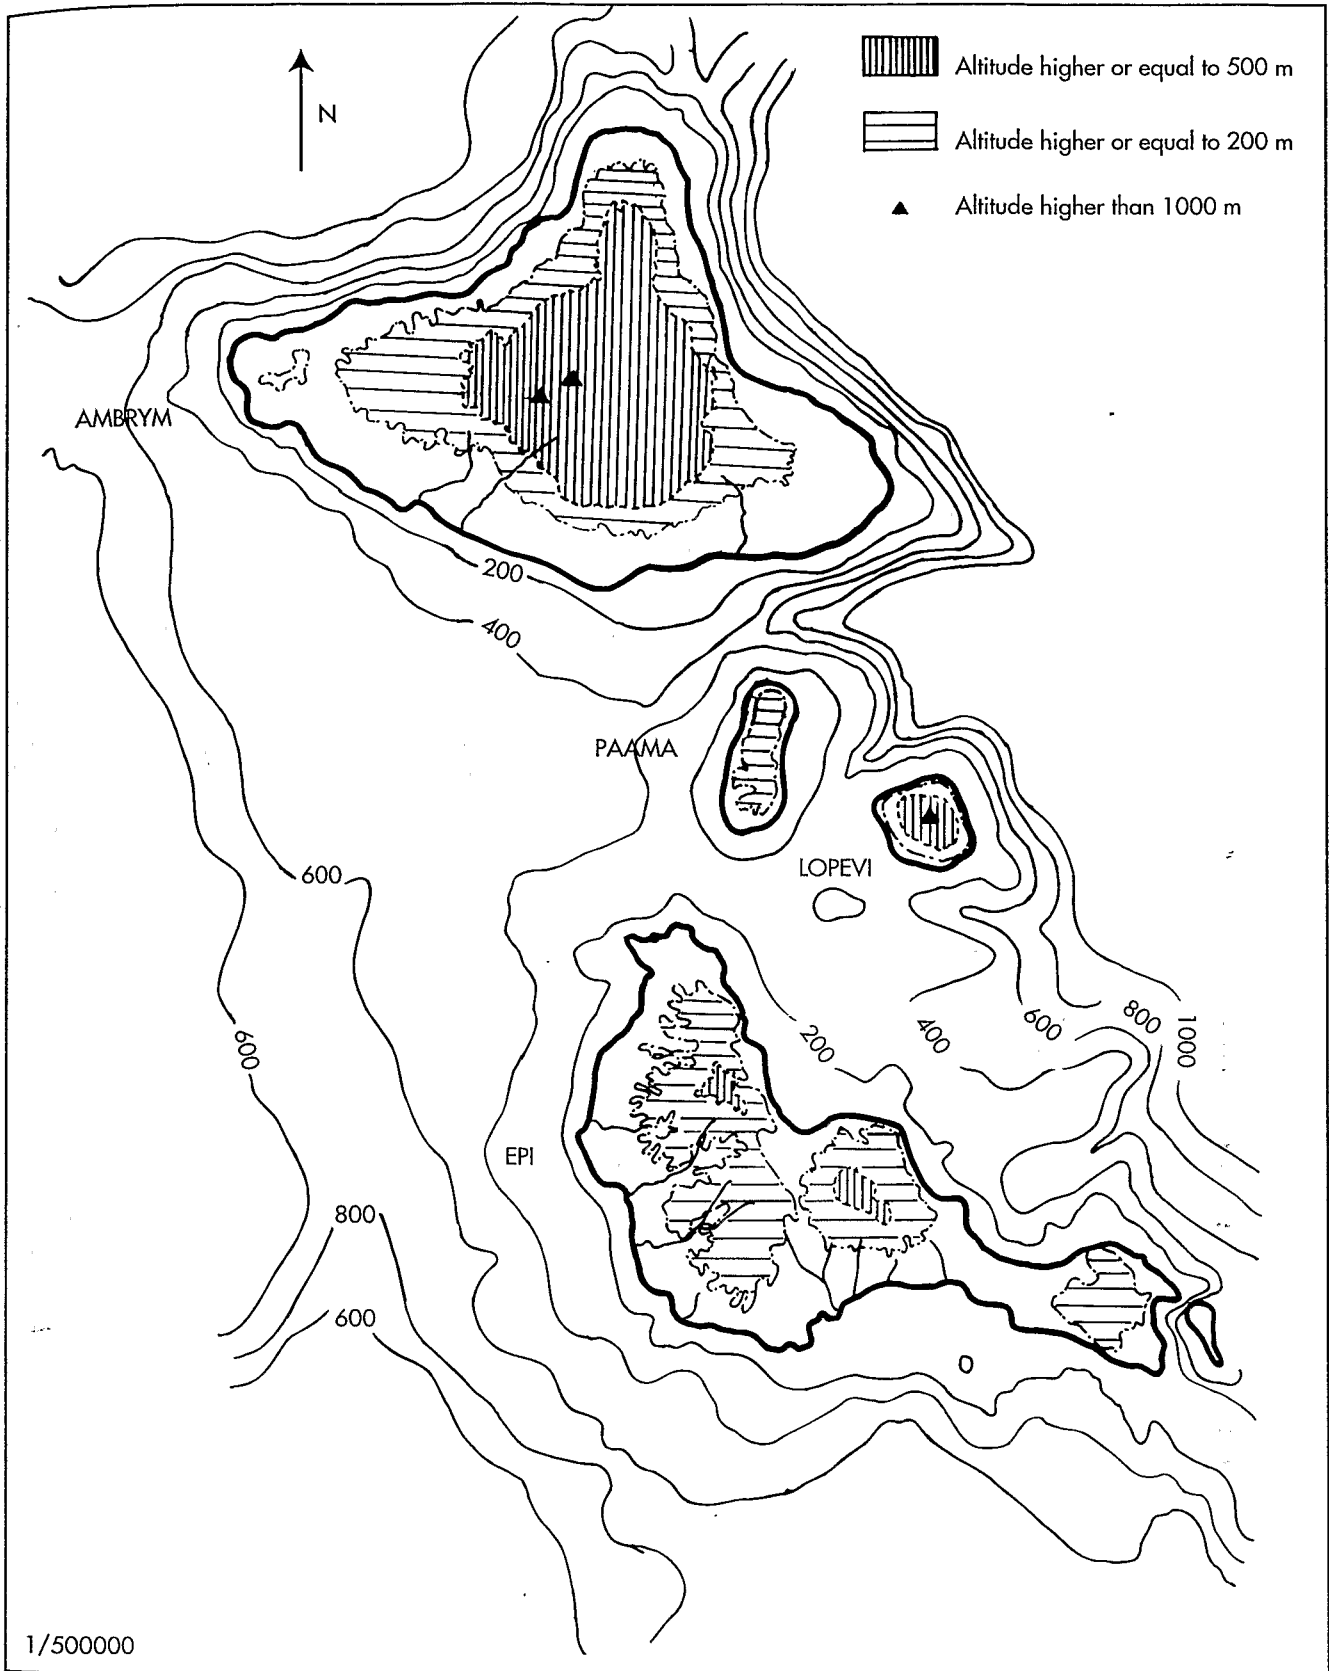 N
Altitude higher or equal to 500 m
Altitude higher or equal to 200 m
Altitude higher than 1000 m
AMBRYM
200
400
PAAMA
LOPEVI
600
200
400
600
800
1000
600
EPI
800
600
1/500000